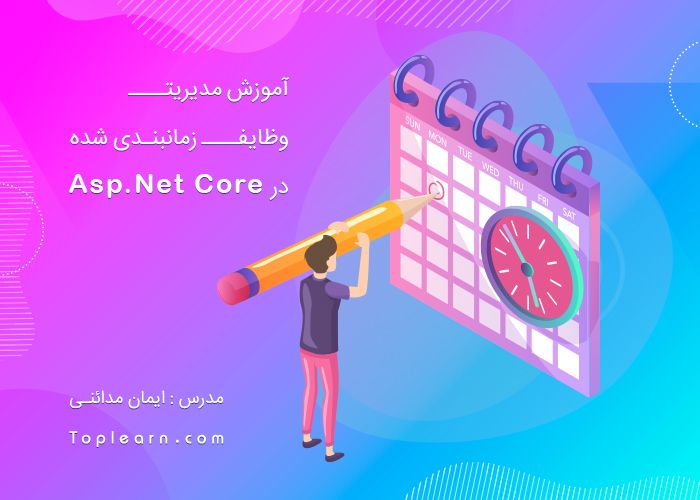 آموزش مدیریت
وظایف زمانبندی شده
در Asp.Net Core
SUN MON TUE WED THU FRI SAT
مدرس : ایمان مدائنی
Toplearn.com